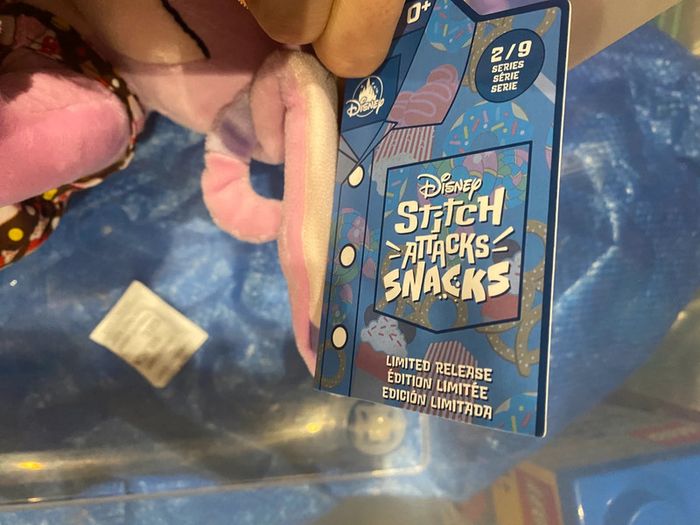 0+
2/9
SERIES
SÉRIE
SERIE
Disney
Disney
Stitch
ATTACKS
SNACKS
LIMITED RELEASE
ÉDITION LIMITÉE
EDICIÓN LIMITADA